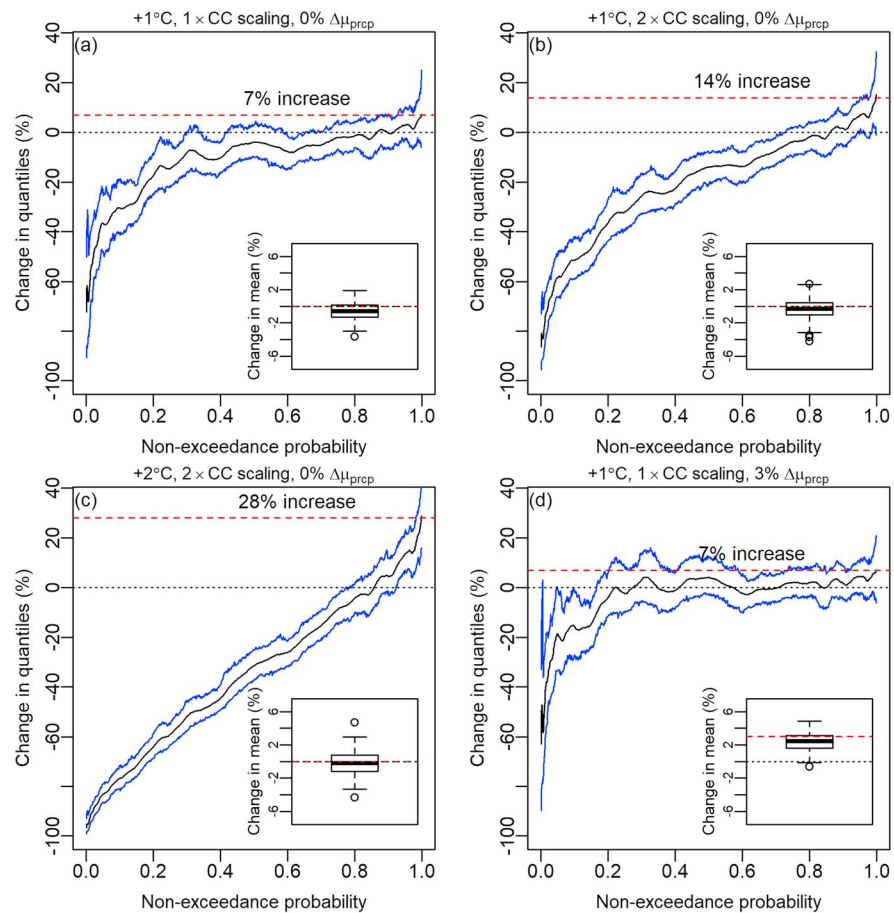 +1°C, 1 × CC scaling, 0% Δμprcp
(a)
7% increase
Change in quantiles (%)
40
20
0
-20
-40
-60
-100
Change in mean (%)
6
2
-2
-6
0.0 0.2 0.4 0.6 0.8 1.0
Non-exceedance probability
+1°C, 2 × CC scaling, 0% Δμprcp
(b)
14% increase
Change in quantiles (%)
40
20
0
-20
-40
-60
-100
Change in mean (%)
6
2
-2
-6
0.0 0.2 0.4 0.6 0.8 1.0
Non-exceedance probability
+2°C, 2 × CC scaling, 0% Δμprcp
(c)
28% increase
Change in quantiles (%)
40
20
0
-20
-40
-60
-100
Change in mean (%)
6
2
-2
-6
0.0 0.2 0.4 0.6 0.8 1.0
Non-exceedance probability
+1°C, 1 × CC scaling, 3% Δμprcp
(d)
7% increase
Change in quantiles (%)
40
20
0
-20
-40
-60
-100
Change in mean (%)
6
2
-2
-6
0.0 0.2 0.4 0.6 0.8 1.0
Non-exceedance probability